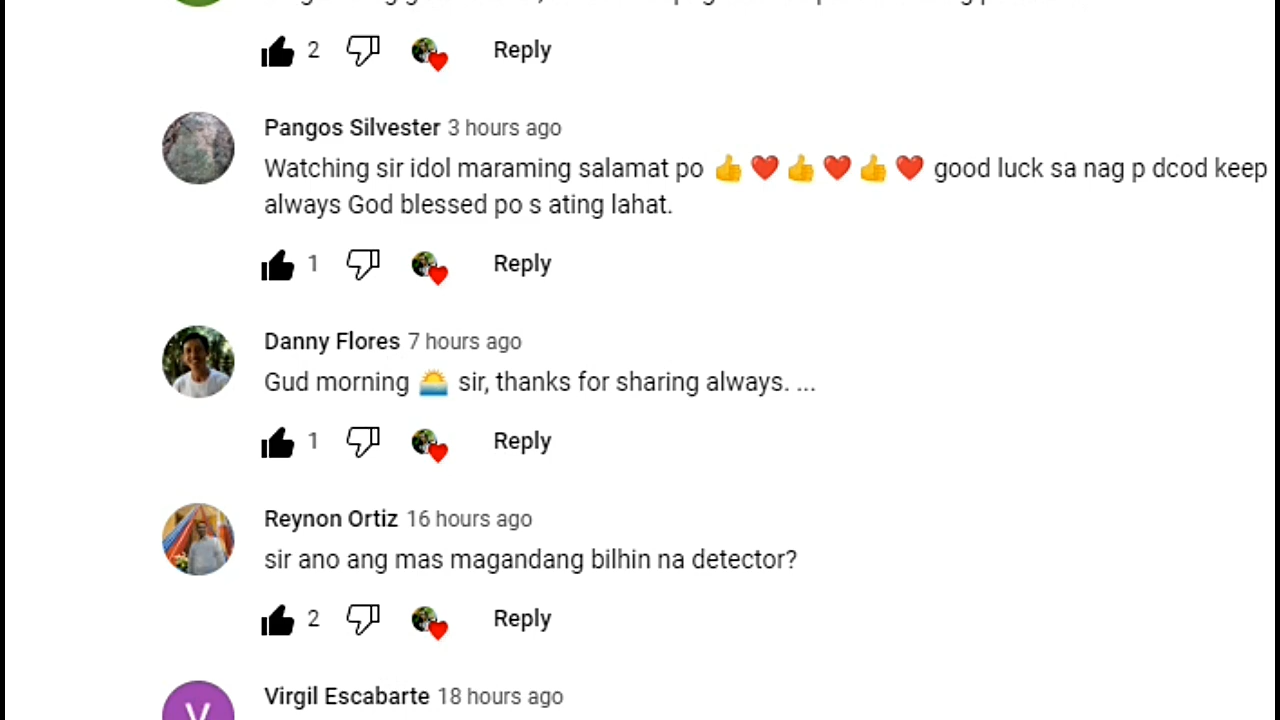 2 Reply
Pangos Silvester 3 hours ago
Watching sir idol maraming salamat po 👍❤️👍❤️👍❤️ good luck sa nag p dcod keep
always God blessed po s ating lahat.
1 Reply
Danny Flores 7 hours ago
Gud morning 🌅 sir, thanks for sharing always. ...
1 Reply
Reynon Ortiz 16 hours ago
sir ano ang mas magandang bilhin na detector?
2 Reply
V
Virgil Escabarte 18 hours ago